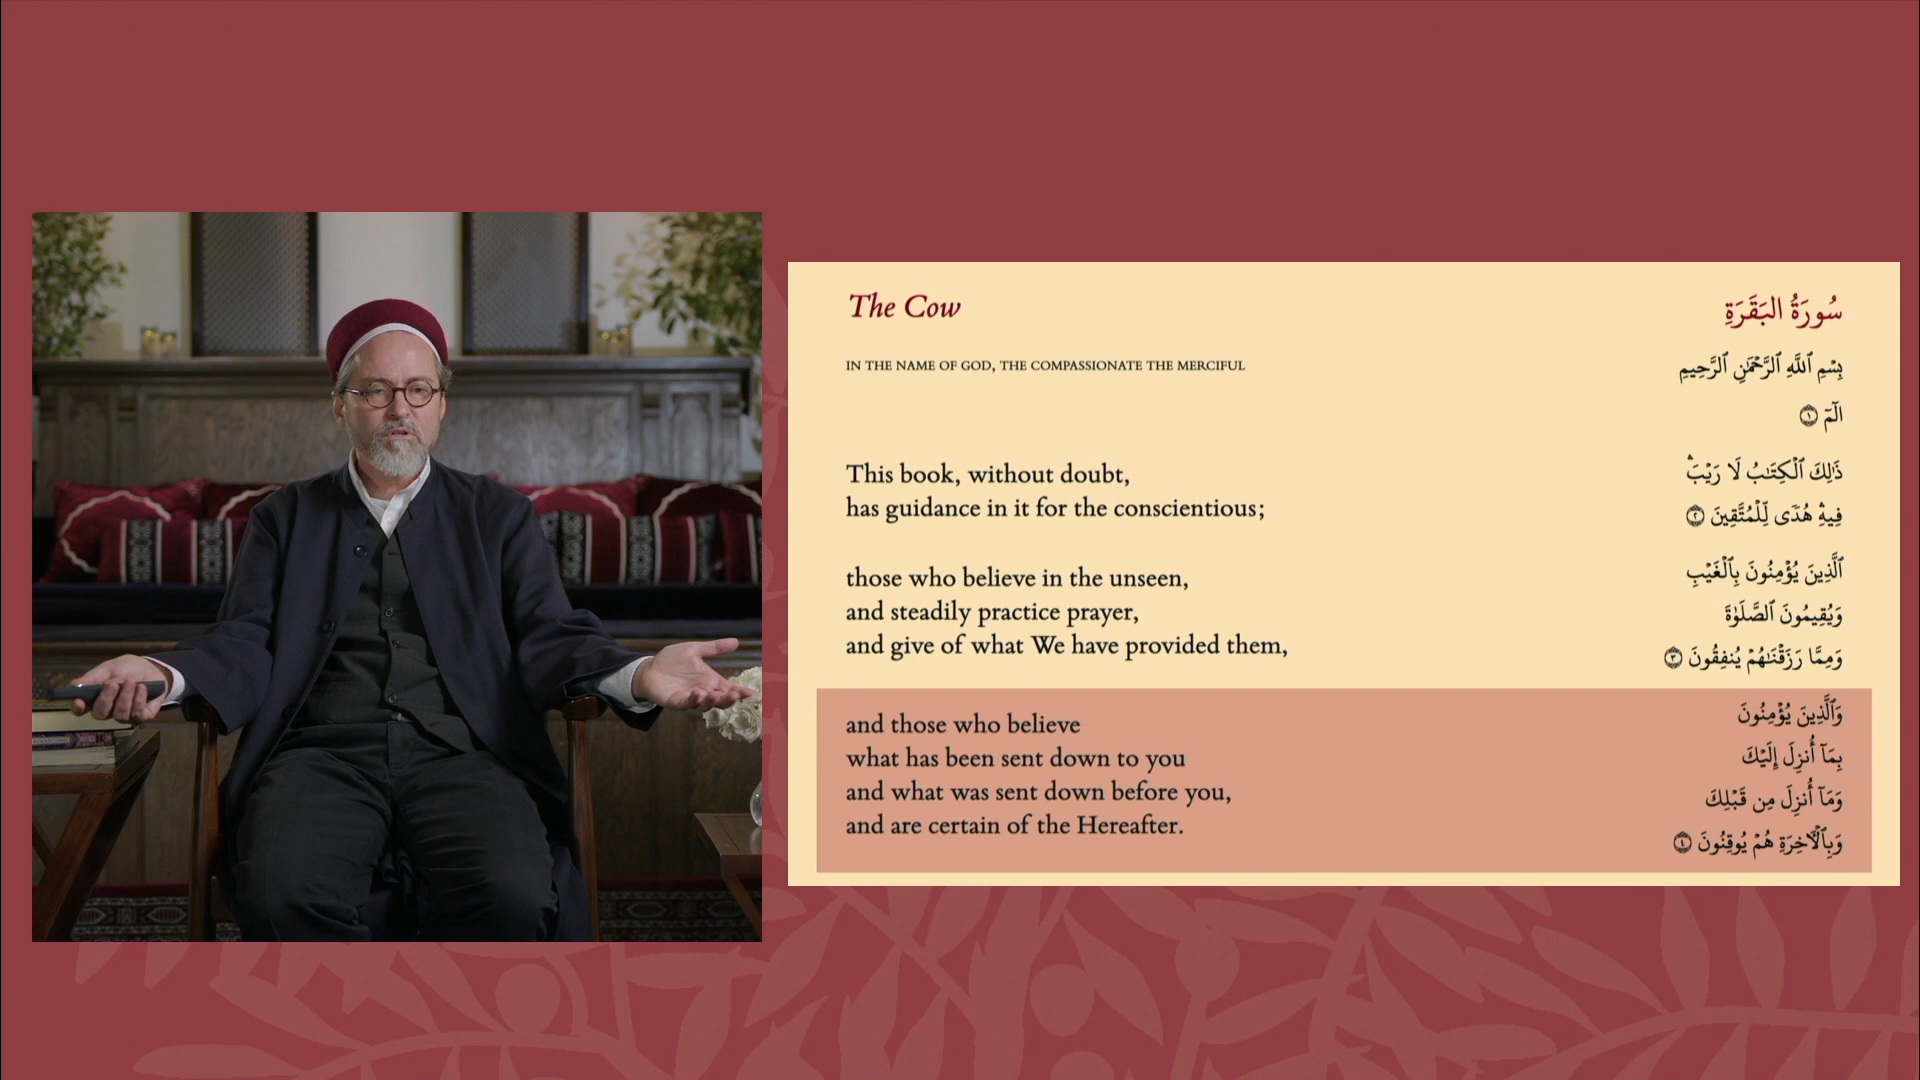 The Cow
سُورَةُ البَقَرَةِ
IN THE NAME OF GOD, THE COMPASSIONATE THE MERCIFUL
بِسْمِ ٱللَّهِ ٱلرَّحْمَٰنِ ٱلرَّحِيمِ
الٓمٓ ١
This book, without doubt,
has guidance in it for the conscientious;
ذَٰلِكَ ٱلْكِتَٰبُ لَا رَيْبَۛ
فِيهِۛ هُدًى لِّلْمُتَّقِينَ ٢
those who believe in the unseen,
and steadily practice prayer,
and give of what We have provided them,
ٱلَّذِينَ يُؤْمِنُونَ بِٱلْغَيْبِ
وَيُقِيمُونَ ٱلصَّلَوٰةَ
وَمِمَّا رَزَقْنَٰهُمْ يُنفِقُونَ ٣
and those who believe
what has been sent down to you
and what was sent down before you,
and are certain of the Hereafter.
وَٱلَّذِينَ يُؤْمِنُونَ
بِمَآ أُنزِلَ إِلَيْكَ
وَمَآ أُنزِلَ مِن قَبْلِكَ
وَبِٱلْأٓخِرَةِ هُمْ يُوقِنُونَ ٤